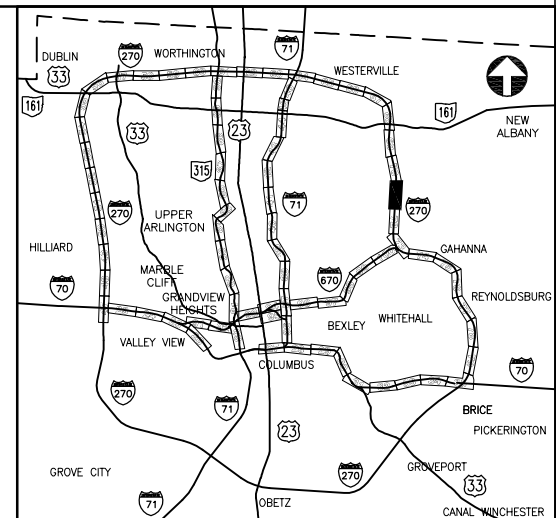 DUBLIN
33
270
WORTHINGTON
71
WESTERVILLE
161
33
23
161
NEW
ALBANY
315
270
71
270
UPPER
ARLINGTON
HILLIARD
GAHANNA
70
MARBLE
CLIFF
670
GRANDVIEW
HEIGHTS
REYNOLDSBURG
BEXLEY
WHITEHALL
VALLEY VIEW
COLUMBUS
70
270
71
BRICE
23
PICKERINGTON
GROVE CITY
270
GROVEPORT
33
71
OBETZ
CANAL WINCHESTER